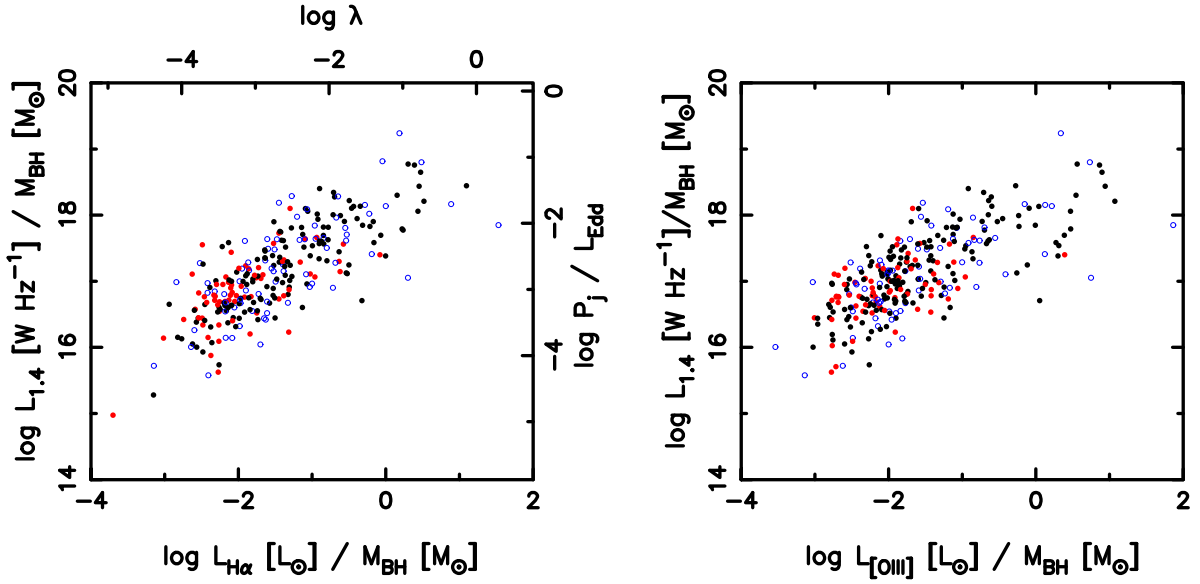 log λ
−4 −2 0
20 18 16 14
log L1.4 [W Hz−1] / MBH [M⊙]
0 −2 −4
log Pj / LEdd
−4 −2 0 2
log LHα [L⊙] / MBH [M⊙]
20 18 16 14
log L1.4 [W Hz−1]/MBH [M⊙]
−4 −2 0 2
log L[OIII] [L⊙] / MBH [M⊙]